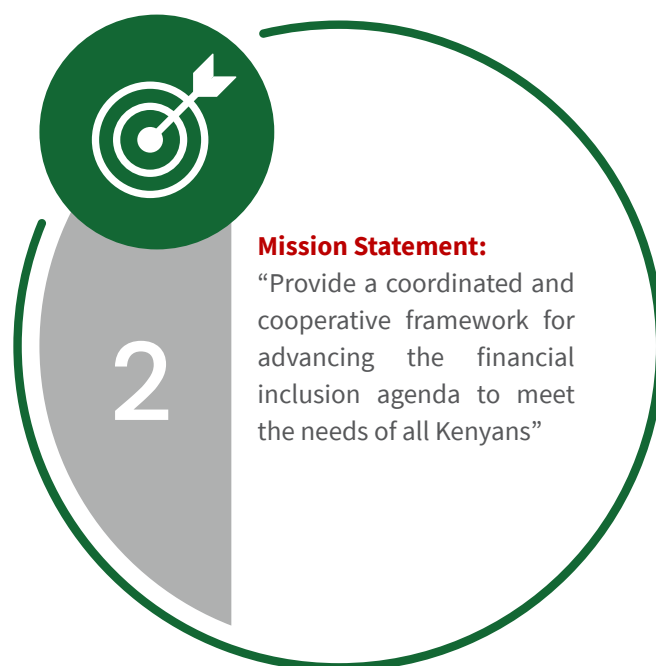 2
Mission Statement:
“Provide a coordinated and
cooperative framework for
advancing the financial
inclusion agenda to meet
the needs of all Kenyans”